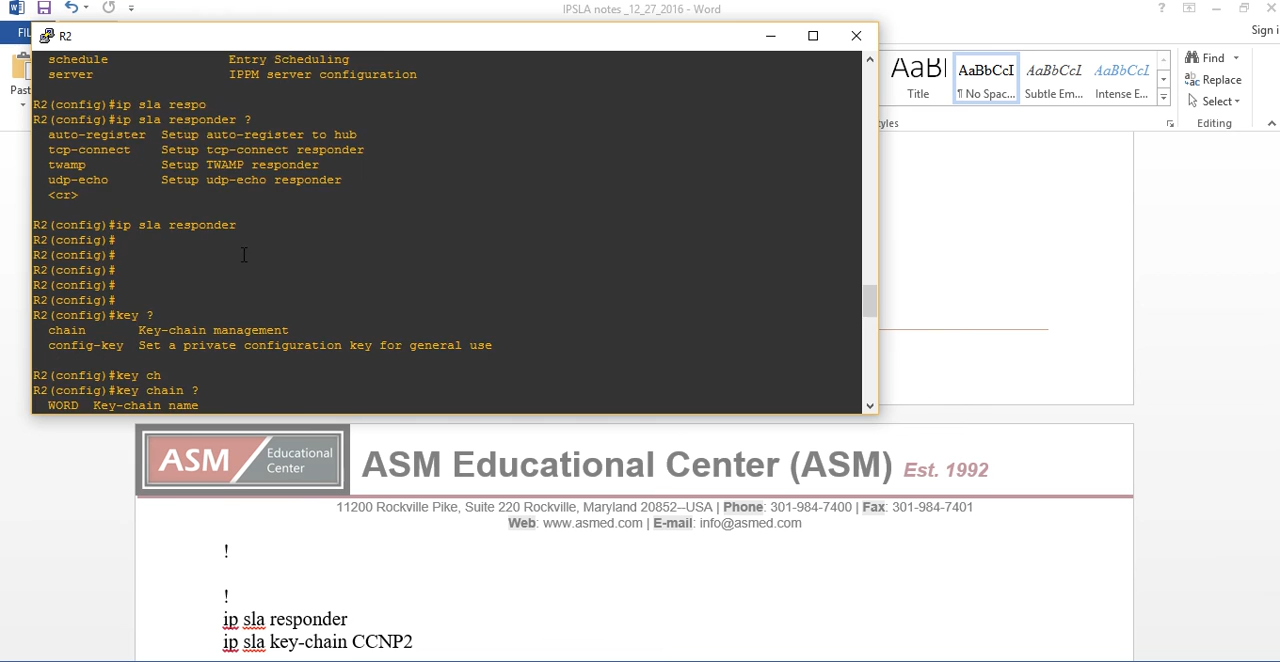 IPSLA notes _12_27_2016 - Word
?
FIL
R2
Sign i
Past
schedule Entry Scheduling
server IPPM server configuration
R2(config)#ip sla respo
R2(config)#ip sla responder ?
auto-register Setup auto-register to hub
tcp-connect Setup tcp-connect responder
twamp Setup TWAMP responder
udp-echo Setup udp-echo responder
<cr>
R2(config)#ip sla responder
R2(config)#
R2(config)#
R2(config)#
R2(config)#
R2(config)#
R2(config)#key ?
chain Key-chain management
config-key Set a private configuration key for general use
R2(config)#key ch
R2(config)#key chain ?
WORD Key-chain name
AaBl AaBbCcI AaBbCcI AaBbCcI
Title ¶ No Spac... Subtle Em... Intense E...
tyles
Find
Replace
Select
Editing
ASM Educational Center
ASM Educational Center (ASM) Est. 1992
11200 Rockville Pike, Suite 220 Rockville, Maryland 20852--USA | Phone: 301-984-7400 | Fax: 301-984-7401
Web: www.asmed.com | E-mail: info@asmed.com
!
!
ip sla responder
ip sla key-chain CCNP2